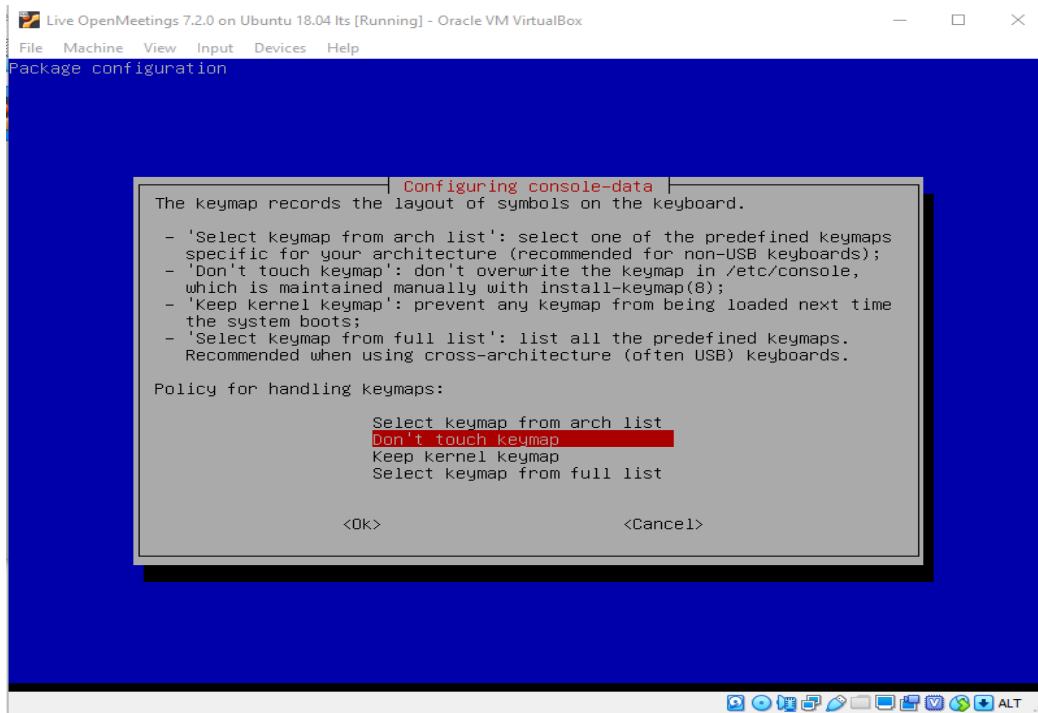 Live OpenMeetings 7.2.0 on Ubuntu 18.04 lts [Running] - Oracle VM VirtualBox
File Machine View Input Devices Help
Package configuration
Configuring console-data
The keymap records the layout of symbols on the keyboard.
- 'Select keymap from arch list': select one of the predefined keymaps
specific for your architecture (recommended for non-USB keyboards);
- 'Don't touch keymap': don't overwrite the keymap in /etc/console,
which is maintained manually with install-keymap(8);
- 'Keep kernel keymap': prevent any keymap from being loaded next time
the system boots;
- 'Select keymap from full list': list all the predefined keymaps.
Recommended when using cross-architecture (often USB) keyboards.
Policy for handling keymaps:
Select keymap from arch list
Don't touch keymap
Keep kernel keymap
Select keymap from full list
<Ok> <Cancel>
ALT